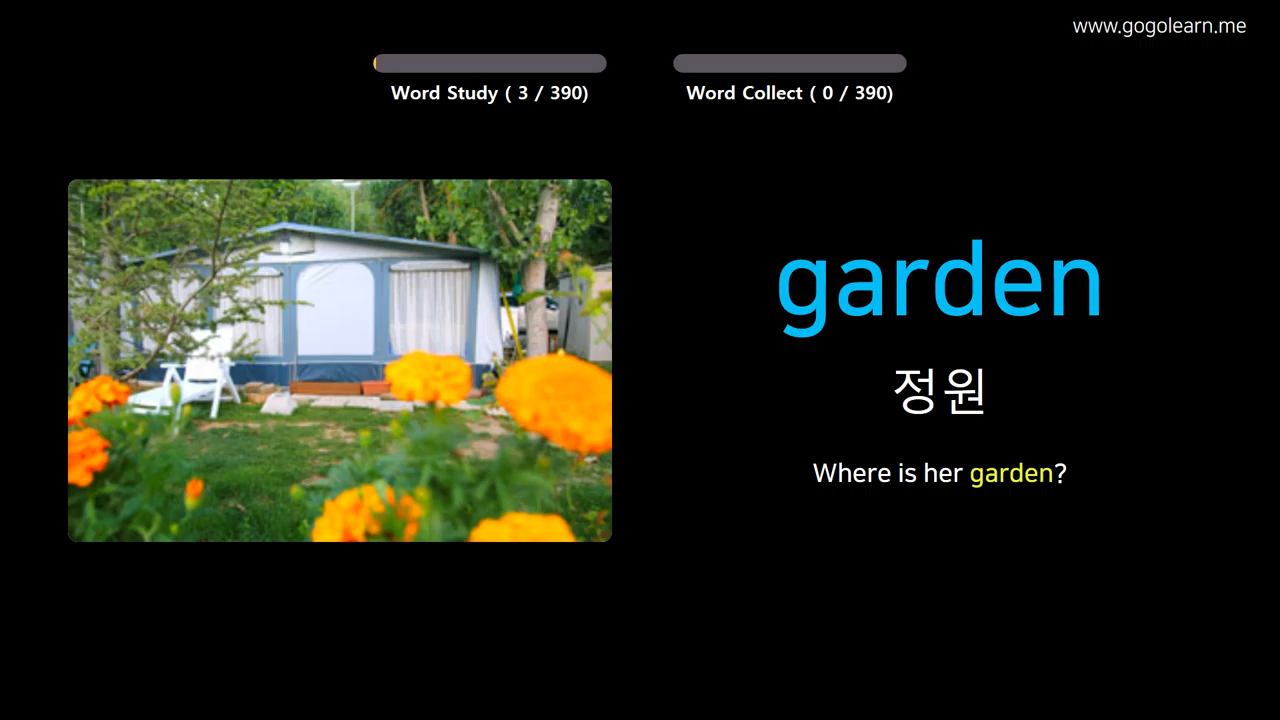 www.gogolearn.me
Word Study ( 3 / 390)
Word Collect ( 0 / 390)
garden
정원
Where is her garden?